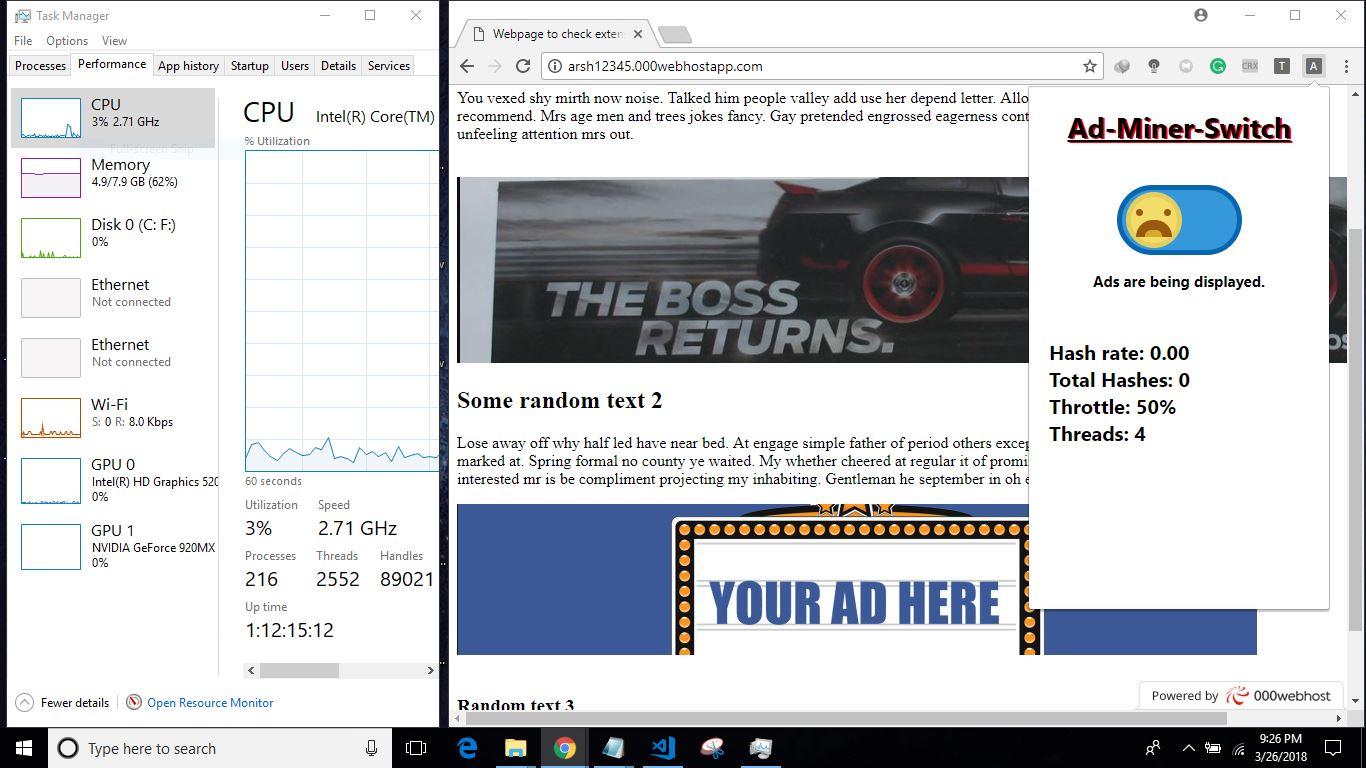 Task Manager
File Options View
Processes Performance App history Startup Users Details Services
CPU
3% 2.71 GHz
Full-screen Snip
Memory
4.9/7.9 GB (62%)
Disk 0 (C: F:)
0%
Ethernet
Not connected
Ethernet
Not connected
Wi-Fi
S: 0 R: 8.0 Kbps
GPU 0
Intel(R) HD Graphics 520
0%
GPU 1
NVIDIA GeForce 920MX
0%
CPU Intel(R) Core(TM)
% Utilization
60 seconds
Utilization Speed
3% 2.71 GHz
Processes Threads Handles
216 2552 89021
Up time
1:12:15:12
Fewer details Open Resource Monitor
Webpage to check exten
arsh12345.000webhostapp.com
CRX T A
You vexed shy mirth now noise. Talked him people valley add use her depend letter. Allo
recommend. Mrs age men and trees jokes fancy. Gay pretended engrossed eagerness cont
unfeeling attention mrs out.
THE BOSS
RETURNS.
Some random text 2
Lose away off why half led have near bed. At engage simple father of period others excep
marked at. Spring formal no county ye waited. My whether cheered at regular it of promi
interested mr is be compliment projecting my inhabiting. Gentleman he september in oh e
YOUR AD HERE
Random text 3
Ad-Miner-Switch
Ads are being displayed.
Hash rate: 0.00
Total Hashes: 0
Throttle: 50%
Threads: 4
Powered by 000webhost
Type here to search
9:26 PM
3/26/2018